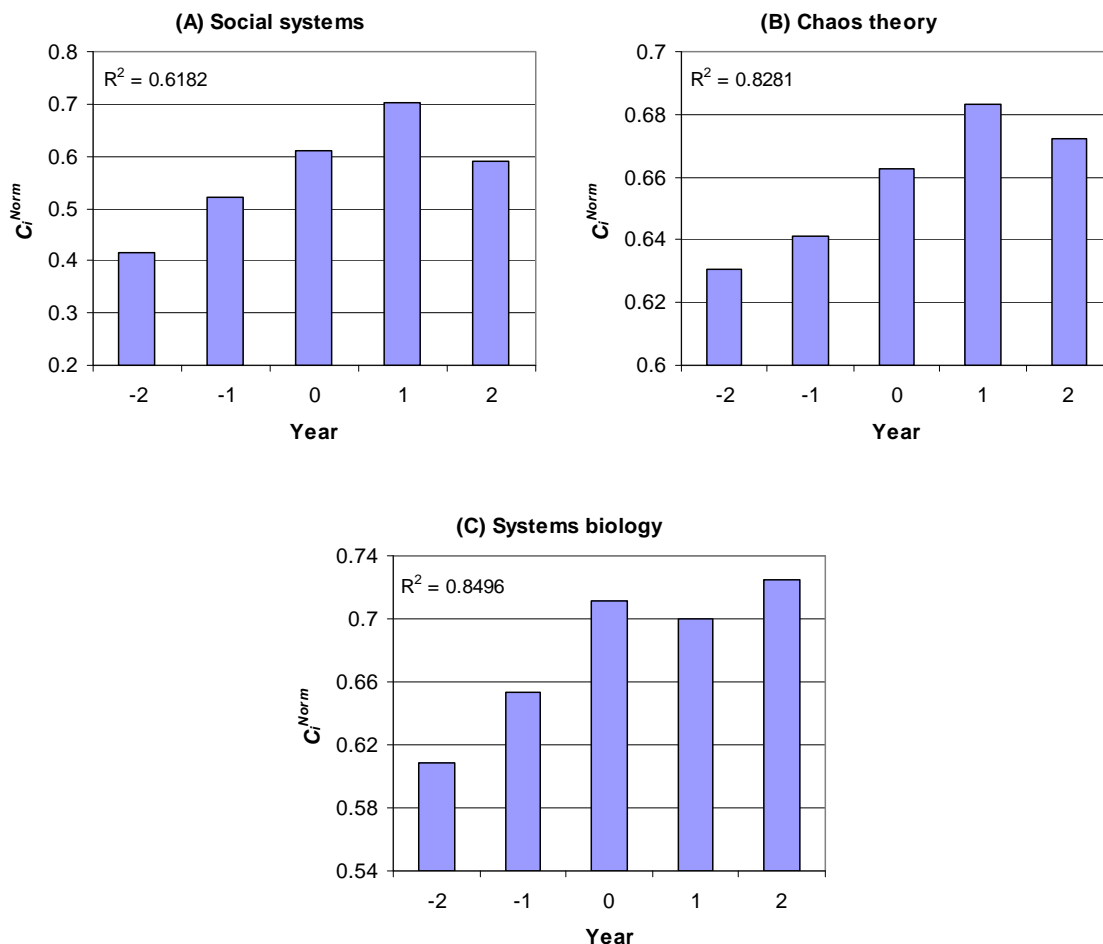 (A) Social systems
R² = 0.6182
0.8
0.7
0.6
0.5
0.4
0.3
0.2
Cᵢ^Norm
-2 -1 0 1 2
Year
(B) Chaos theory
R² = 0.8281
0.7
0.68
0.66
0.64
0.62
0.6
Cᵢ^Norm
-2 -1 0 1 2
Year
(C) Systems biology
R² = 0.8496
0.74
0.7
0.66
0.62
0.58
0.54
Cᵢ^Norm
-2 -1 0 1 2
Year